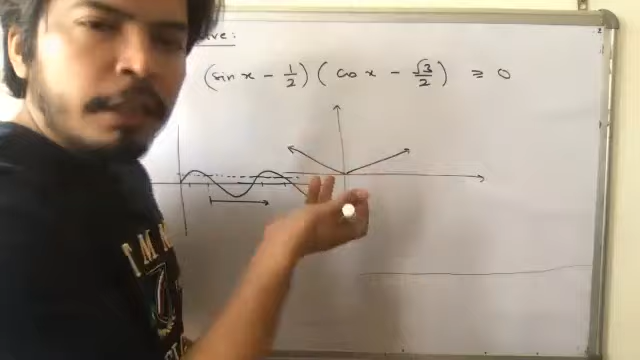 (sin x - 1/2) (cos x - √3/2) ≥ 0